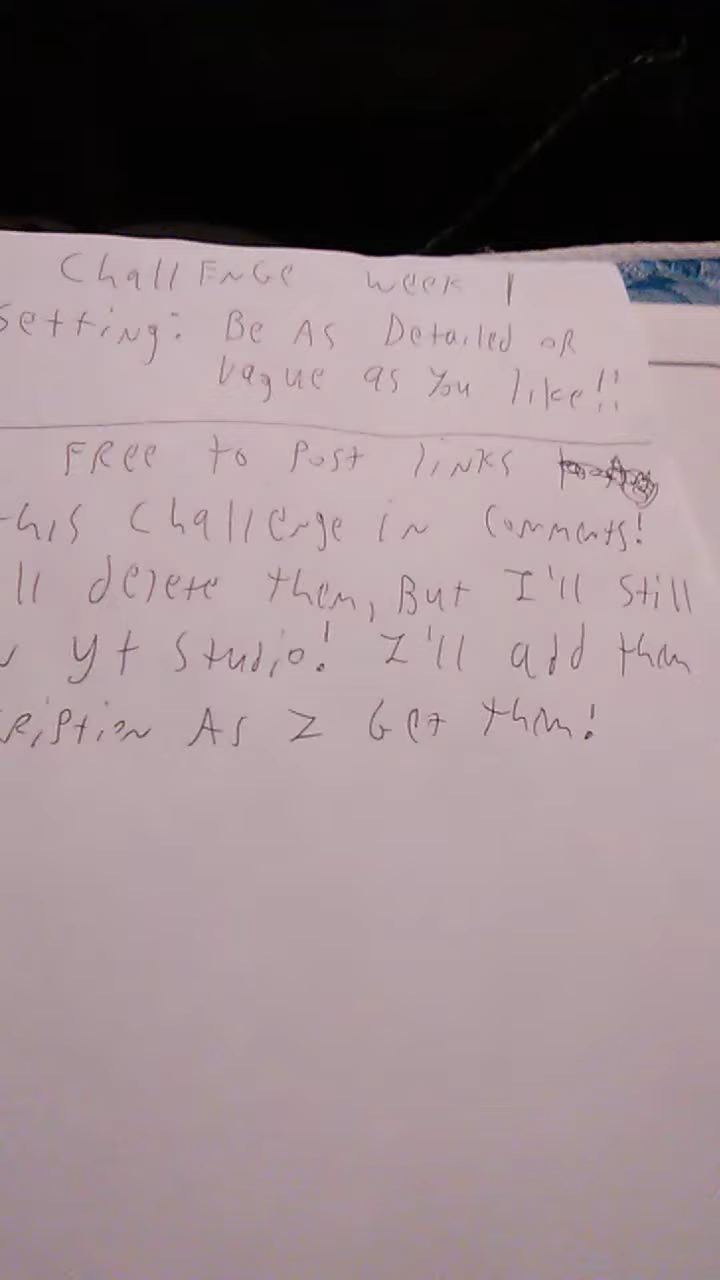 Challenge week 1
Setting: Be As Detailed or
vague as you like!!
Free to Post links
this Challenge in Comments!
ll delete them, But I'll still
yt studio! I'll add them
ription As I Get them!